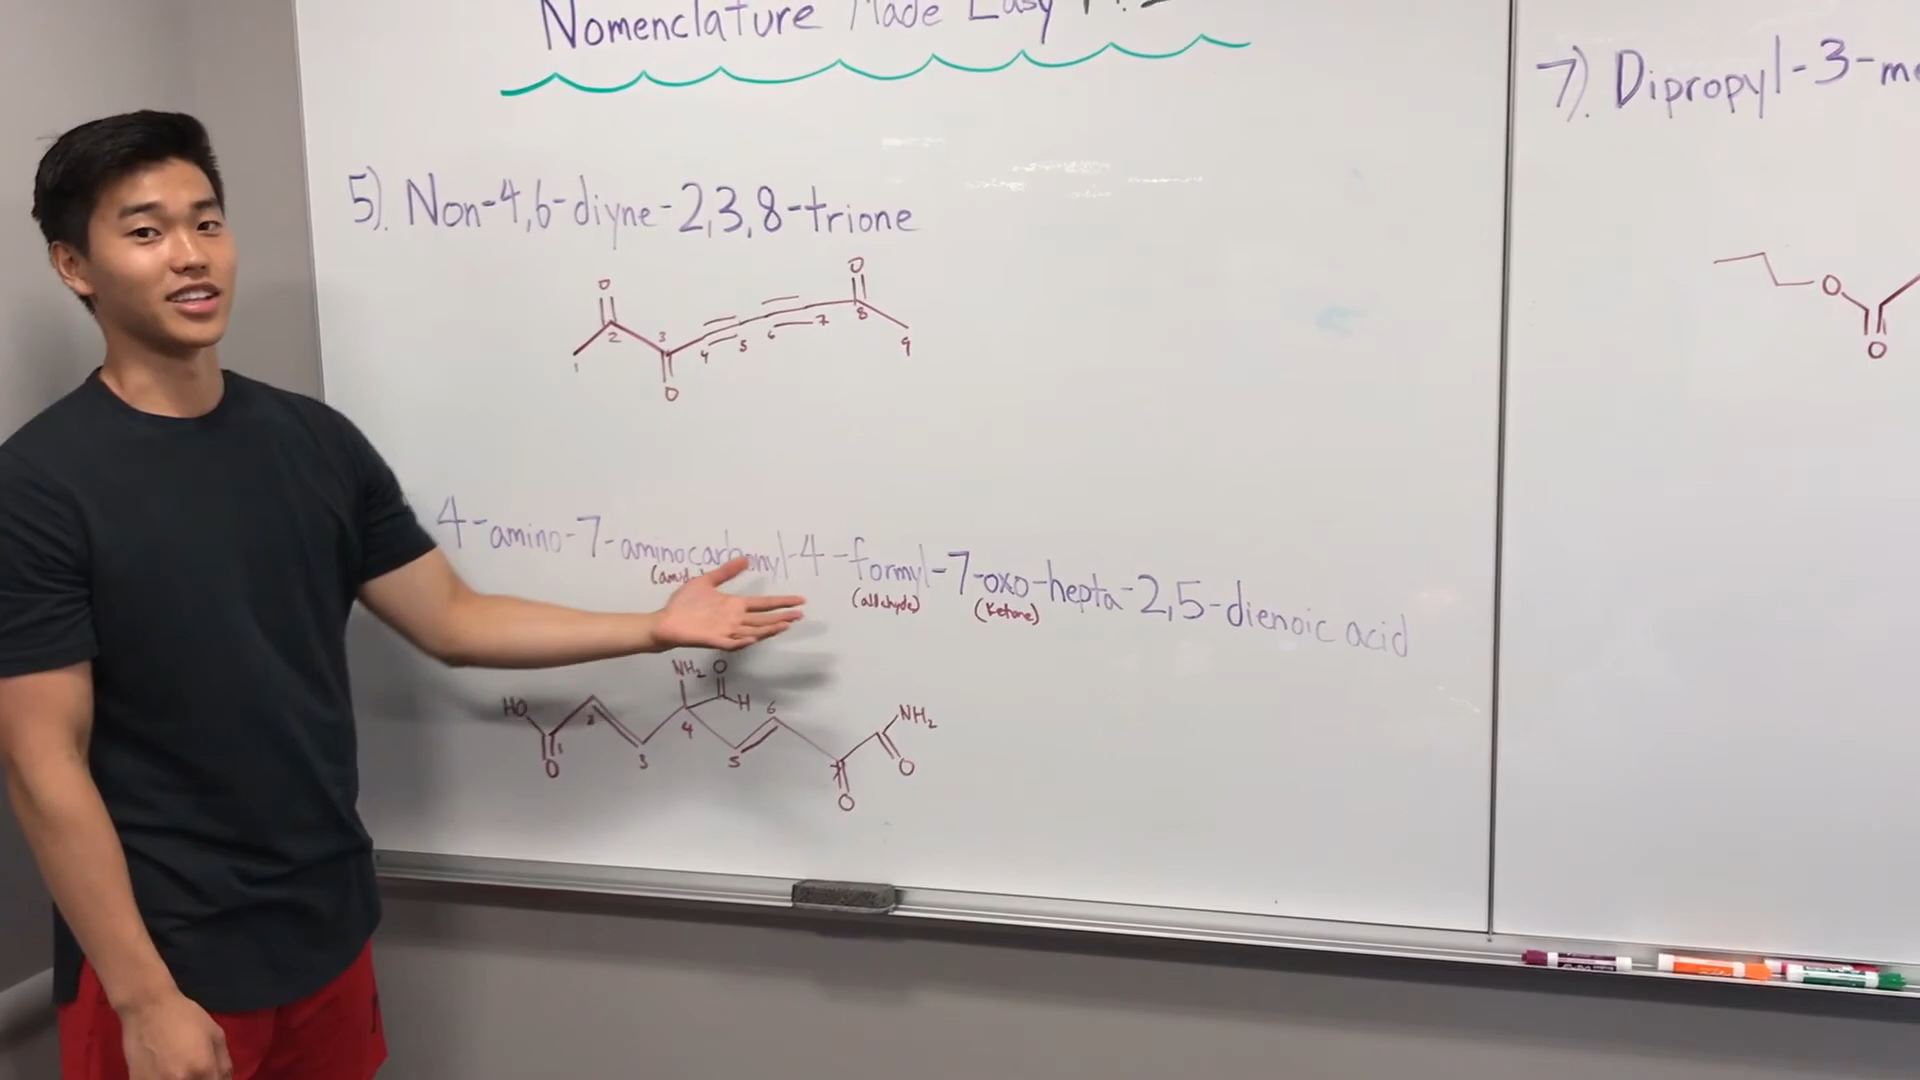 Nomenclature Made Easy
5). Non-4,6-diyne-2,3,8-trione
O
O
1
2
3
4
5
6
7
8
9
O
4-amino-7-aminocarbonyl-4-formyl-7-oxo-hepta-2,5-dienoic acid
(aldehyde) (Ketone)
NH₂ O
HO
H
NH₂
1
2
3
4
5
6
7
O
O
O
7). Dipropyl-3-me
O
O